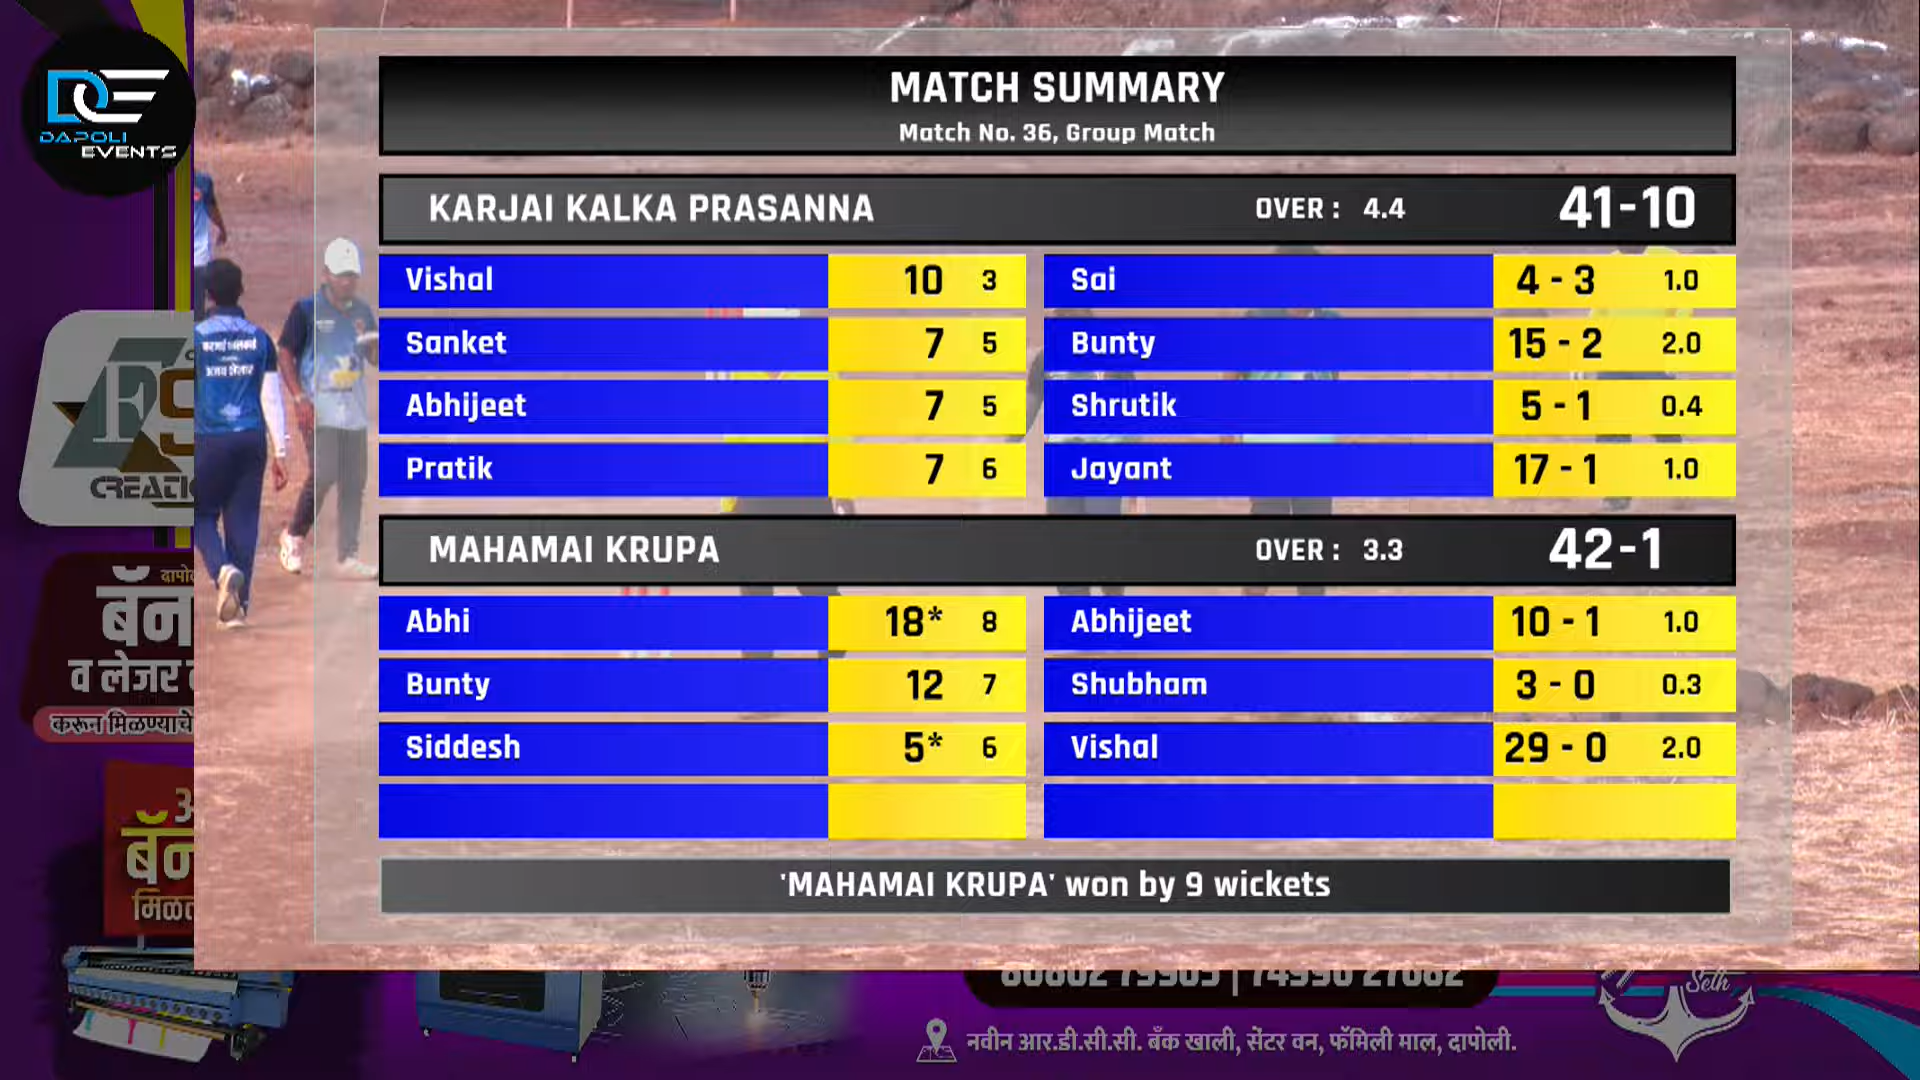 DAPOLI
EVENTS
MATCH SUMMARY
Match No. 36, Group Match
KARJAI KALKA PRASANNA OVER : 4.4 41-10
Vishal 10 3 Sai 4 - 3 1.0
Sanket 7 5 Bunty 15 - 2 2.0
Abhijeet 7 5 Shrutik 5 - 1 0.4
Pratik 7 6 Jayant 17 - 1 1.0
MAHAMAI KRUPA OVER : 3.3 42-1
Abhi 18* 8 Abhijeet 10 - 1 1.0
Bunty 12 7 Shubham 3 - 0 0.3
Siddesh 5* 6 Vishal 29 - 0 2.0
'MAHAMAI KRUPA' won by 9 wickets
व लेजर
करून मिळण्याचे
Seth
नवीन आर.डी.सी.सी. बँक खाली, सेंटर वन, फॅमिली माल, दापोली.